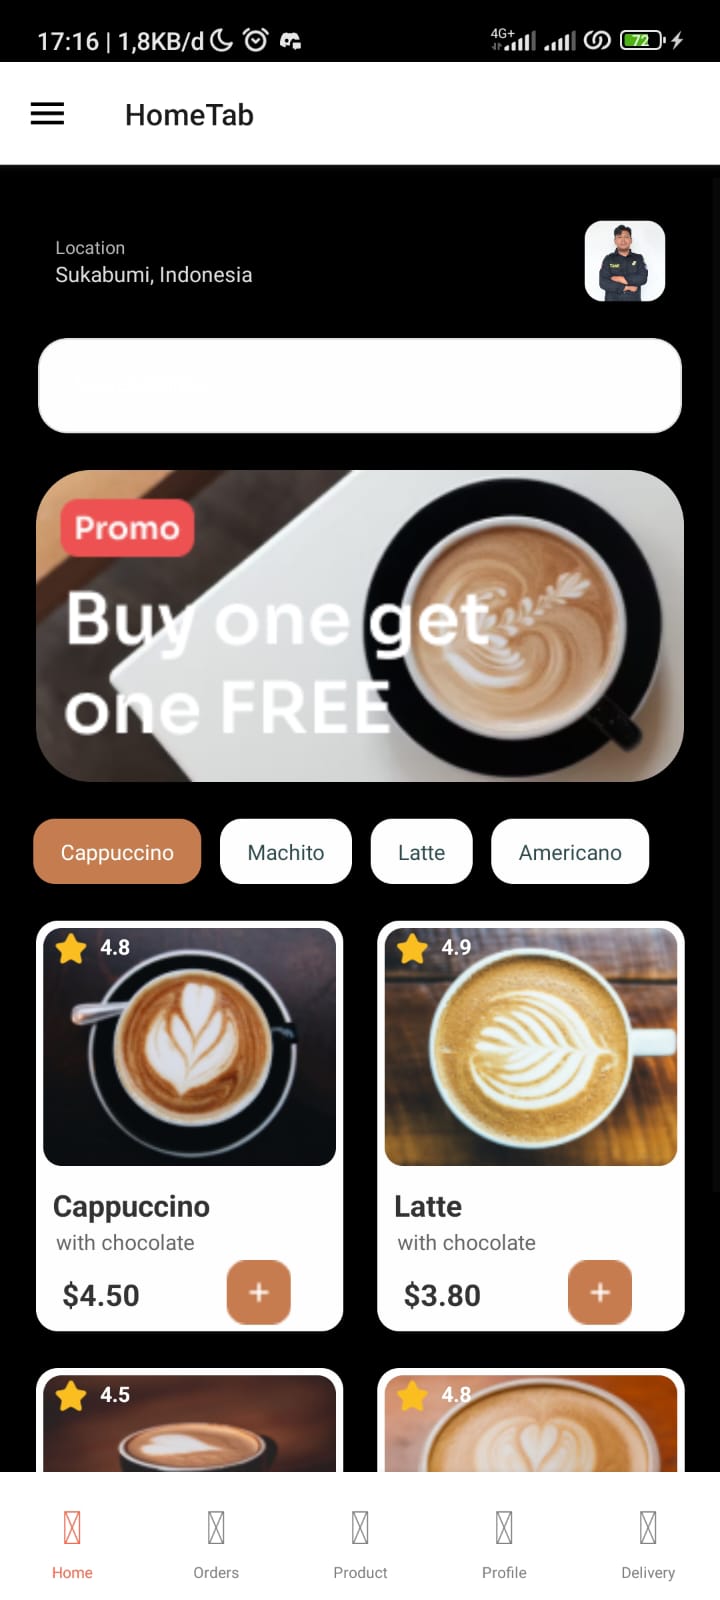 17:16 | 1,8KB/d
4G+
72
HomeTab
Location
Sukabumi, Indonesia
Promo
Buy one get
one FREE
Cappuccino
Machito
Latte
Americano
4.8
4.9
Cappuccino
Latte
with chocolate
with chocolate
$4.50
+
$3.80
+
4.5
4.8
Home
Orders
Product
Profile
Delivery